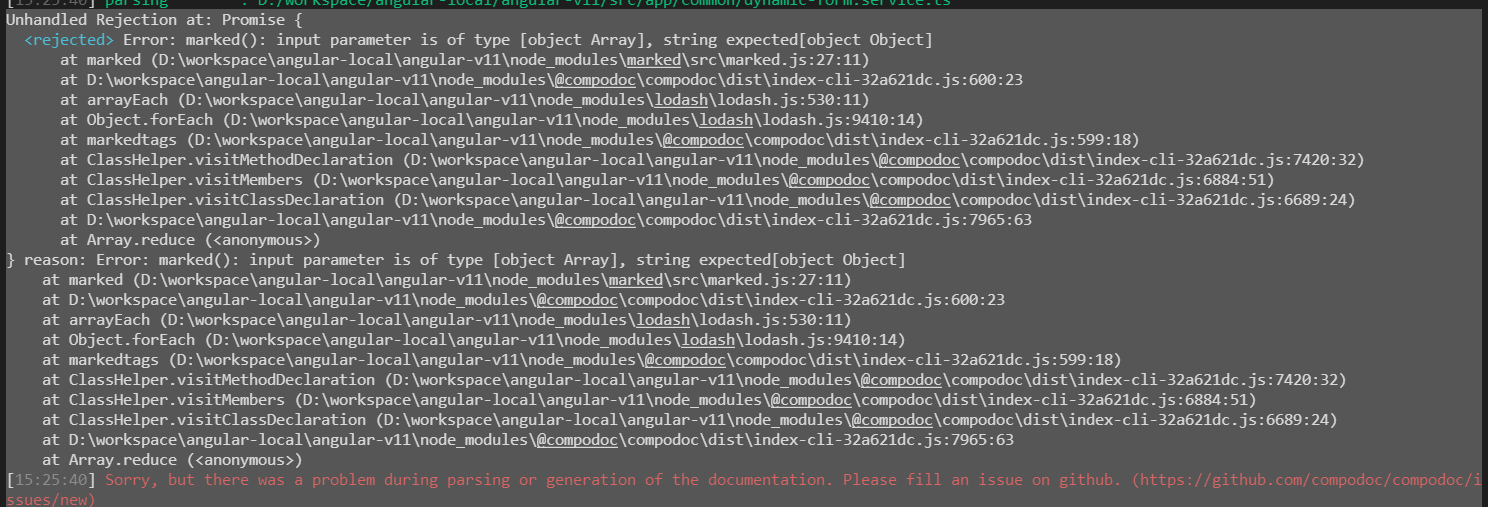 [15:25:40] parsing : D:/workspace/angular-local/angular-v11/src/app/common/dynamic-form.service.ts
Unhandled Rejection at: Promise {
  <rejected> Error: marked(): input parameter is of type [object Array], string expected[object Object]
      at marked (D:\workspace\angular-local\angular-v11\node_modules\marked\src\marked.js:27:11)
      at D:\workspace\angular-local\angular-v11\node_modules\@compodoc\compodoc\dist\index-cli-32a621dc.js:600:23
      at arrayEach (D:\workspace\angular-local\angular-v11\node_modules\lodash\lodash.js:530:11)
      at Object.forEach (D:\workspace\angular-local\angular-v11\node_modules\lodash\lodash.js:9410:14)
      at markedtags (D:\workspace\angular-local\angular-v11\node_modules\@compodoc\compodoc\dist\index-cli-32a621dc.js:599:18)
      at ClassHelper.visitMethodDeclaration (D:\workspace\angular-local\angular-v11\node_modules\@compodoc\compodoc\dist\index-cli-32a621dc.js:7420:32)
      at ClassHelper.visitMembers (D:\workspace\angular-local\angular-v11\node_modules\@compodoc\compodoc\dist\index-cli-32a621dc.js:6884:51)
      at ClassHelper.visitClassDeclaration (D:\workspace\angular-local\angular-v11\node_modules\@compodoc\compodoc\dist\index-cli-32a621dc.js:6689:24)
      at D:\workspace\angular-local\angular-v11\node_modules\@compodoc\compodoc\dist\index-cli-32a621dc.js:7965:63
      at Array.reduce (<anonymous>)
} reason: Error: marked(): input parameter is of type [object Array], string expected[object Object]
    at marked (D:\workspace\angular-local\angular-v11\node_modules\marked\src\marked.js:27:11)
    at D:\workspace\angular-local\angular-v11\node_modules\@compodoc\compodoc\dist\index-cli-32a621dc.js:600:23
    at arrayEach (D:\workspace\angular-local\angular-v11\node_modules\lodash\lodash.js:530:11)
    at Object.forEach (D:\workspace\angular-local\angular-v11\node_modules\lodash\lodash.js:9410:14)
    at markedtags (D:\workspace\angular-local\angular-v11\node_modules\@compodoc\compodoc\dist\index-cli-32a621dc.js:599:18)
    at ClassHelper.visitMethodDeclaration (D:\workspace\angular-local\angular-v11\node_modules\@compodoc\compodoc\dist\index-cli-32a621dc.js:7420:32)
    at ClassHelper.visitMembers (D:\workspace\angular-local\angular-v11\node_modules\@compodoc\compodoc\dist\index-cli-32a621dc.js:6884:51)
    at ClassHelper.visitClassDeclaration (D:\workspace\angular-local\angular-v11\node_modules\@compodoc\compodoc\dist\index-cli-32a621dc.js:6689:24)
    at D:\workspace\angular-local\angular-v11\node_modules\@compodoc\compodoc\dist\index-cli-32a621dc.js:7965:63
    at Array.reduce (<anonymous>)
[15:25:40] Sorry, but there was a problem during parsing or generation of the documentation. Please fill an issue on github. (https://github.com/compodoc/compodoc/i
ssues/new)